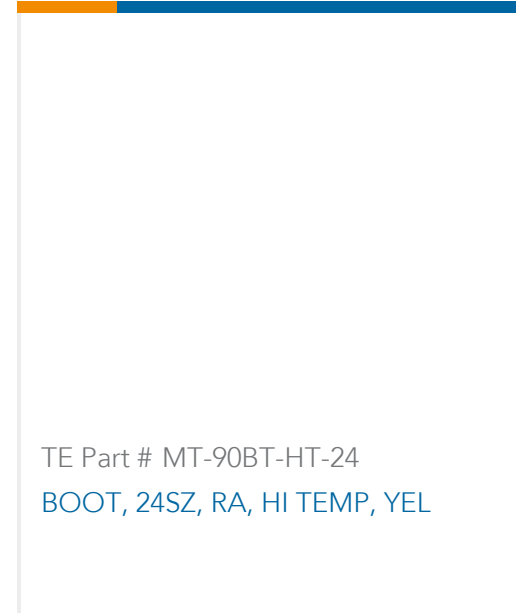 TE Part # MT-90BT-HT-24
BOOT, 24SZ, RA, HI TEMP, YEL